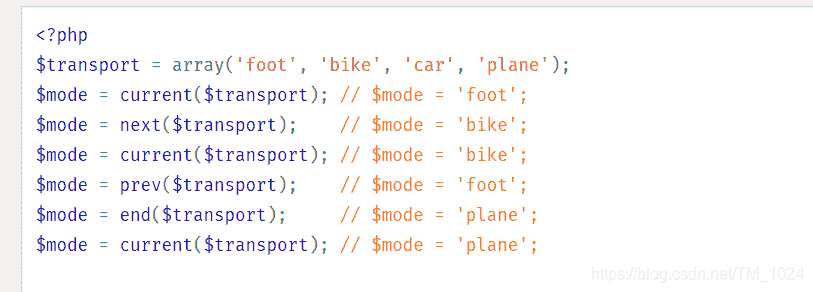 <?php
$transport = array('foot', 'bike', 'car', 'plane');
$mode = current($transport); // $mode = 'foot';
$mode = next($transport);    // $mode = 'bike';
$mode = current($transport); // $mode = 'bike';
$mode = prev($transport);    // $mode = 'foot';
$mode = end($transport);     // $mode = 'plane';
$mode = current($transport); // $mode = 'plane';
https://blog.csdn.net/TM_1024